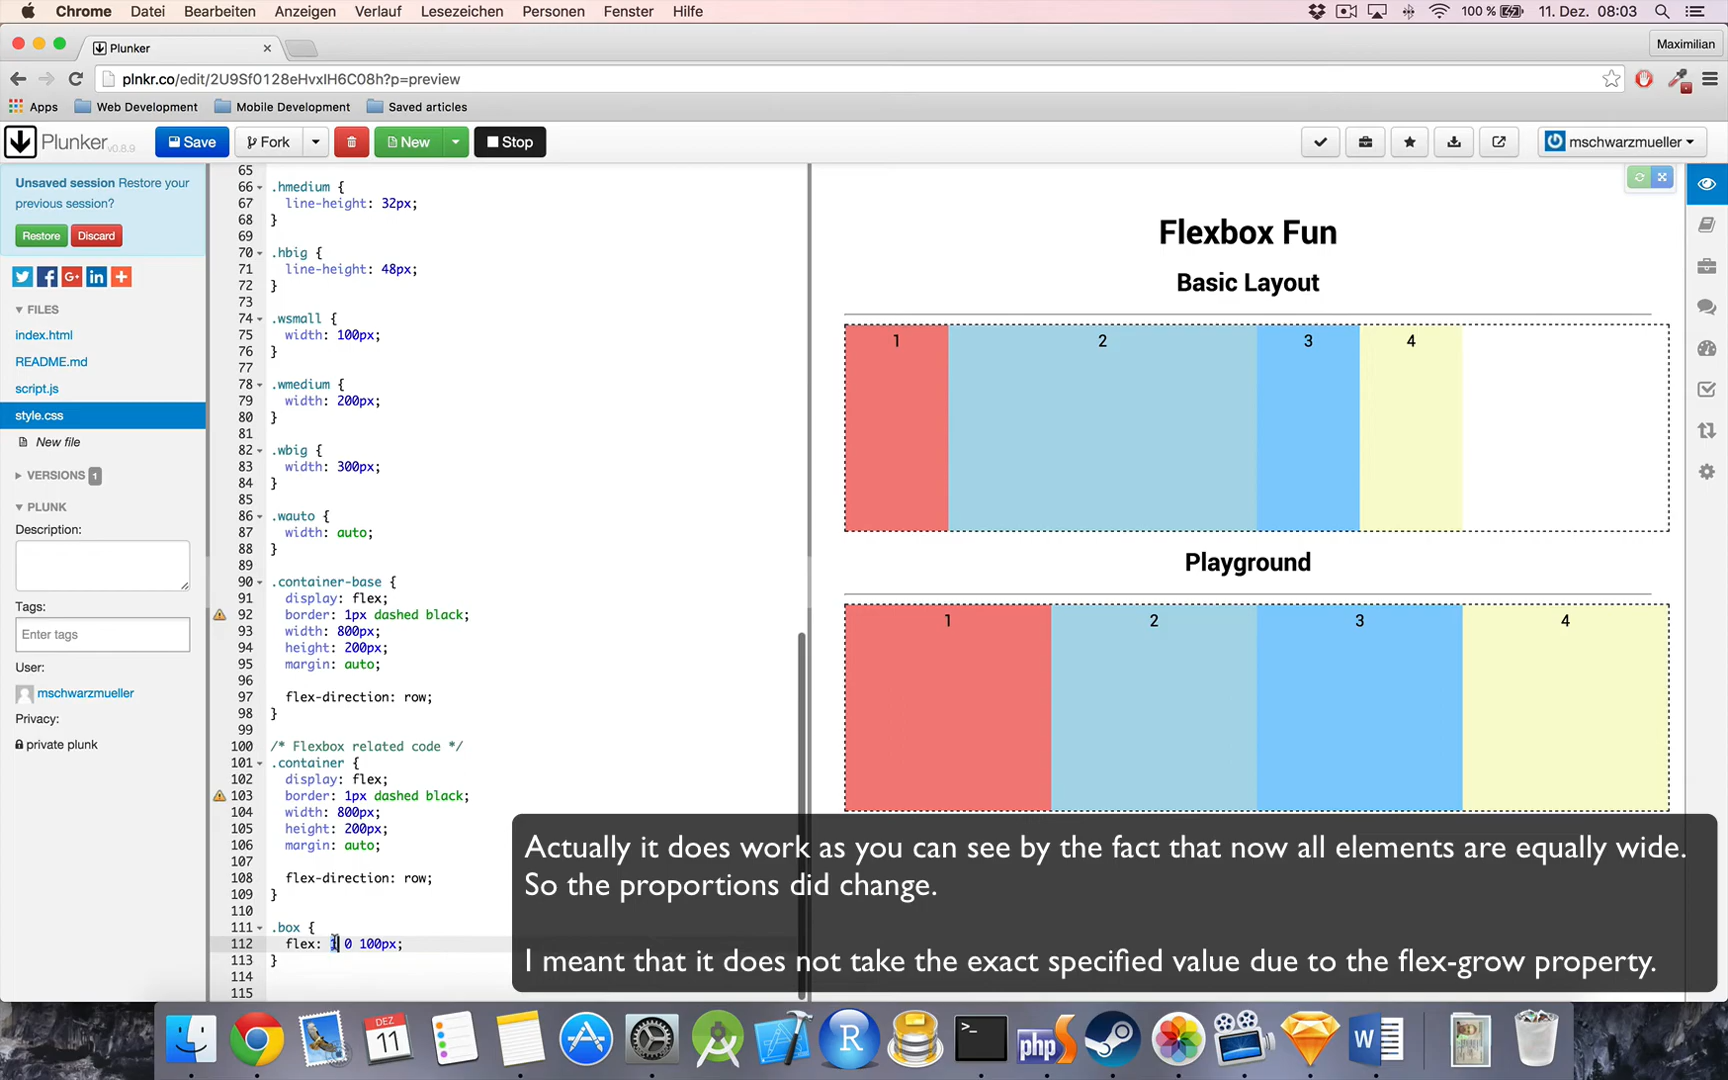 Chrome Datei Bearbeiten Anzeigen Verlauf Lesezeichen Personen Fenster Hilfe 100 % 11. Dez. 08:03
Plunker Maximilian
plnkr.co/edit/2U9Sf0128eHvxIH6C08h?p=preview
Apps Web Development Mobile Development Saved articles
Plunker v0.8.9 Save Fork New Stop mschwarzmueller
Unsaved session Restore your
previous session?
Restore Discard
FILES
index.html
README.md
script.js
style.css
New file
VERSIONS 1
PLUNK
Description:
Tags:
Enter tags
User:
mschwarzmueller
Privacy:
private plunk
65
66 .hmedium {
67 line-height: 32px;
68 }
69
70 .hbig {
71 line-height: 48px;
72 }
73
74 .wsmall {
75 width: 100px;
76 }
77
78 .wmedium {
79 width: 200px;
80 }
81
82 .wbig {
83 width: 300px;
84 }
85
86 .wauto {
87 width: auto;
88 }
89
90 .container-base {
91 display: flex;
92 border: 1px dashed black;
93 width: 800px;
94 height: 200px;
95 margin: auto;
96
97 flex-direction: row;
98 }
99
100 /* Flexbox related code */
101 .container {
102 display: flex;
103 border: 1px dashed black;
104 width: 800px;
105 height: 200px;
106 margin: auto;
107
108 flex-direction: row;
109 }
110
111 .box {
112 flex: 1 0 100px;
113 }
114
115
Flexbox Fun
Basic Layout
1 2 3 4
Playground
1 2 3 4
Actually it does work as you can see by the fact that now all elements are equally wide.
So the proportions did change.
I meant that it does not take the exact specified value due to the flex-grow property.
DEZ
11
R
>_
php
W